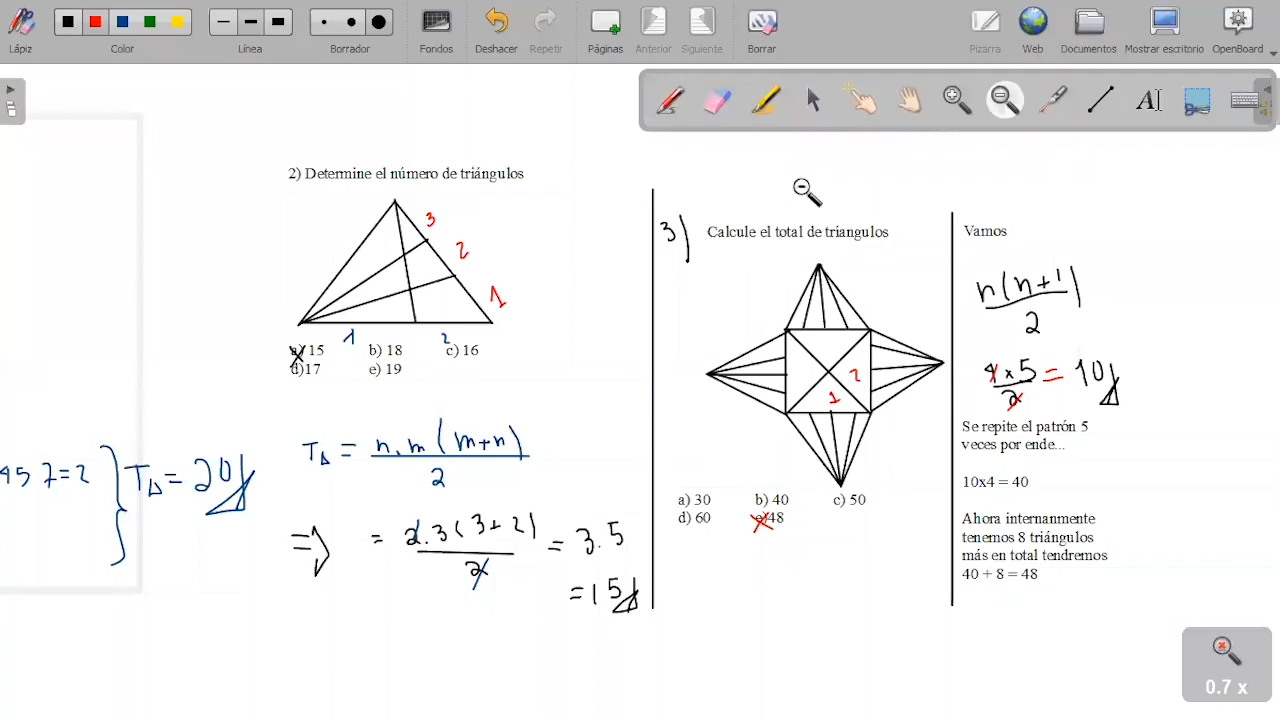 Lápiz
Color
Línea
Borrador
Fondos
Deshacer
Repetir
Páginas
Anterior
Siguiente
Borrar
Pizarra
Web
Documentos
Mostrar escritorio
OpenBoard
2) Determine el número de triángulos
3
2
1
1 2
a) 15 b) 18 c) 16
d)17 e) 19
T△ = n.m(m+n)
2
⇒ = 2.3(3+2) = 3.5
2
=15
T△= 20
3)
Calcule el total de triangulos
2
1
a) 30 b) 40 c) 50
d) 60 e)48
Vamos
n(n+1)
2
4x5 = 10
2
Se repite el patrón 5
veces por ende...
10x4 = 40
Ahora internanmente
tenemos 8 triángulos
más en total tendremos
40 + 8 = 48
0.7 x